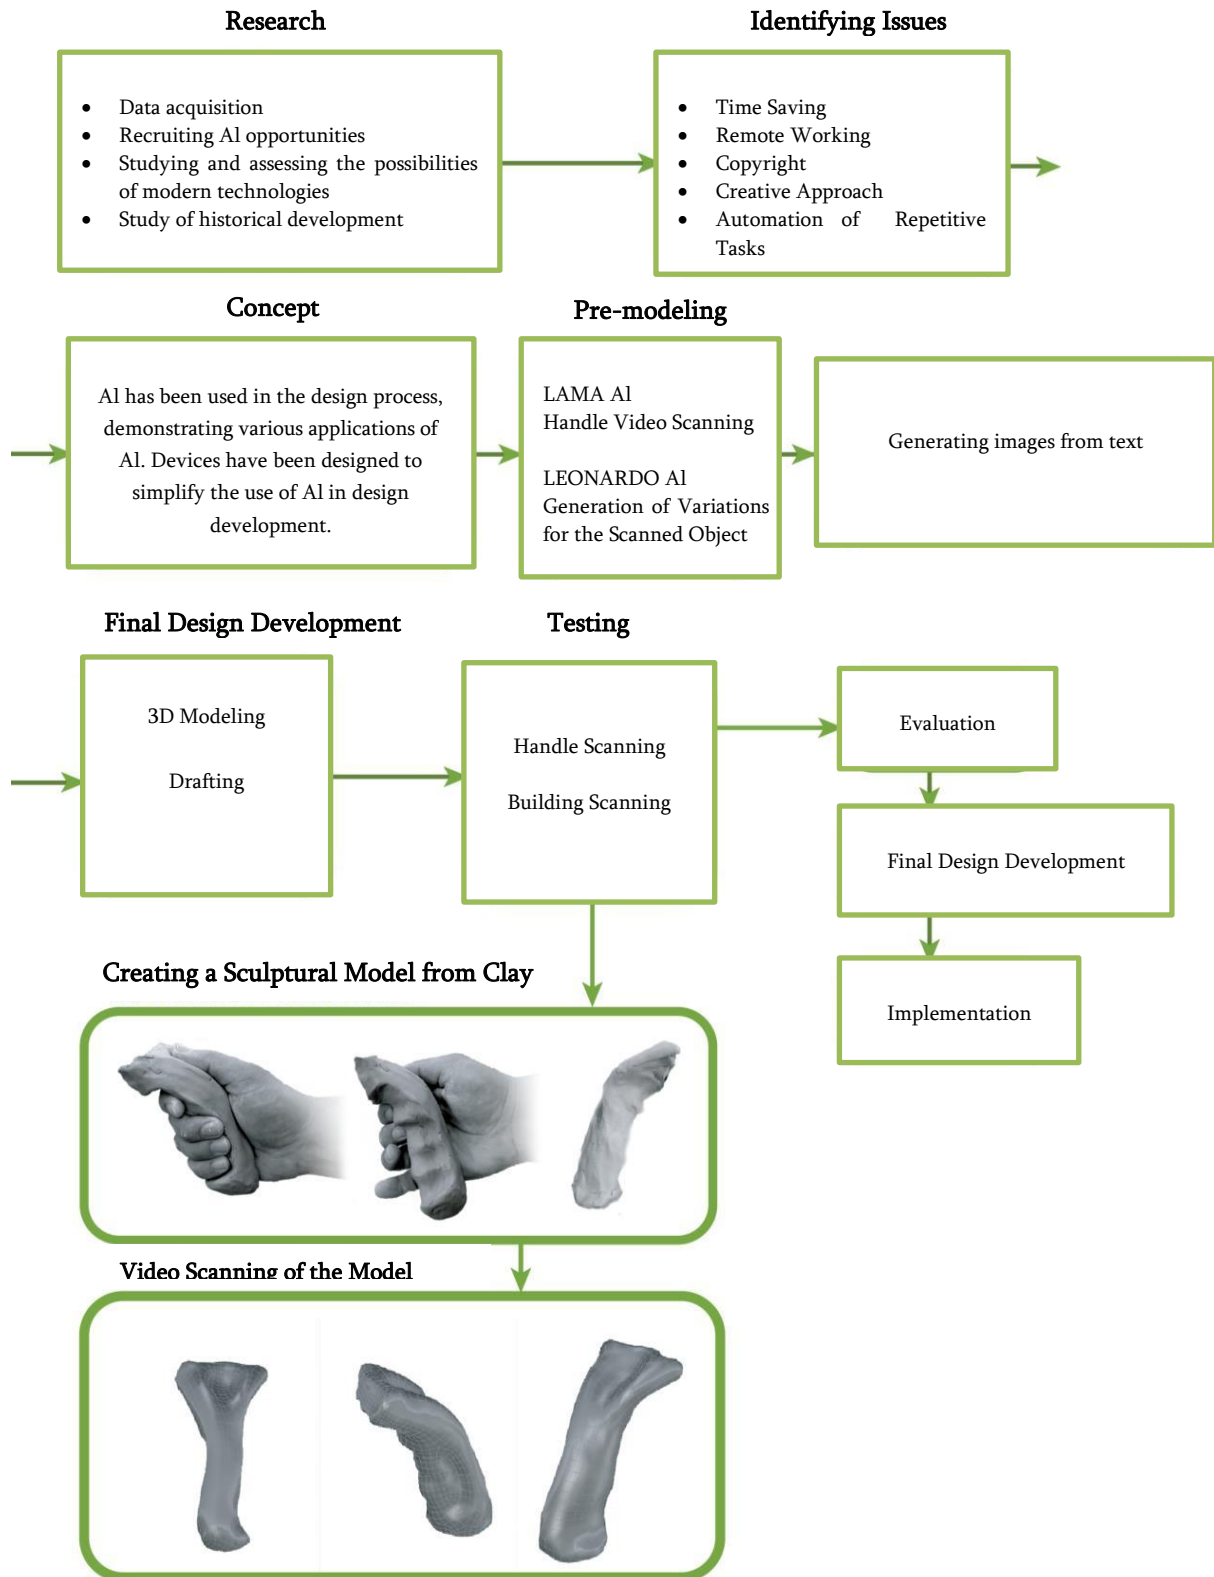 Research
Identifying Issues
• Data acquisition
• Recruiting Al opportunities
• Studying and assessing the possibilities
of modern technologies
• Study of historical development
• Time Saving
• Remote Working
• Copyright
• Creative Approach
• Automation of Repetitive
Tasks
Concept
Pre-modeling
Al has been used in the design process,
demonstrating various applications of
Al. Devices have been designed to
simplify the use of Al in design
development.
LAMA Al
Handle Video Scanning
LEONARDO Al
Generation of Variations
for the Scanned Object
Generating images from text
Final Design Development
Testing
3D Modeling
Drafting
Handle Scanning
Building Scanning
Evaluation
Final Design Development
Implementation
Creating a Sculptural Model from Clay
Video Scanning of the Model